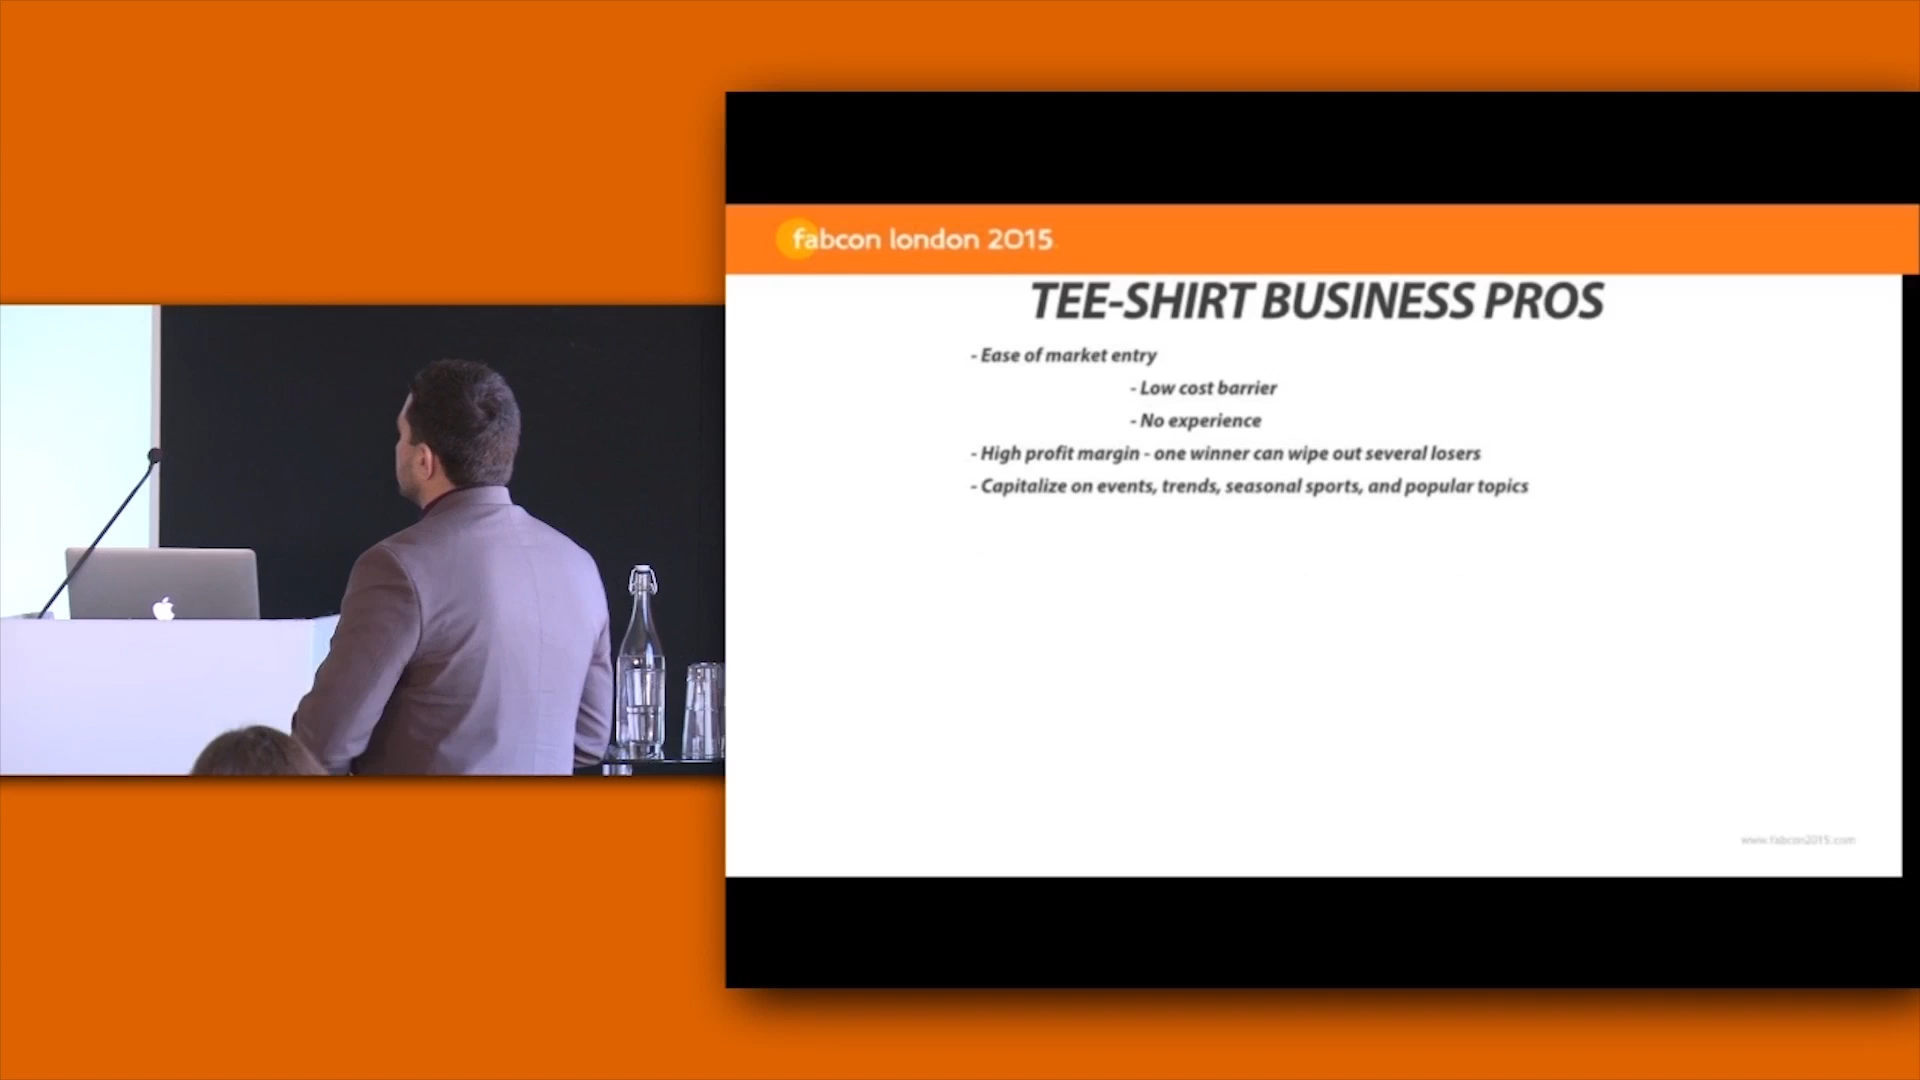 fabcon london 2015
TEE-SHIRT BUSINESS PROS
- Ease of market entry
- Low cost barrier
- No experience
- High profit margin - one winner can wipe out several losers
- Capitalize on events, trends, seasonal sports, and popular topics
www.fabcon2015.com